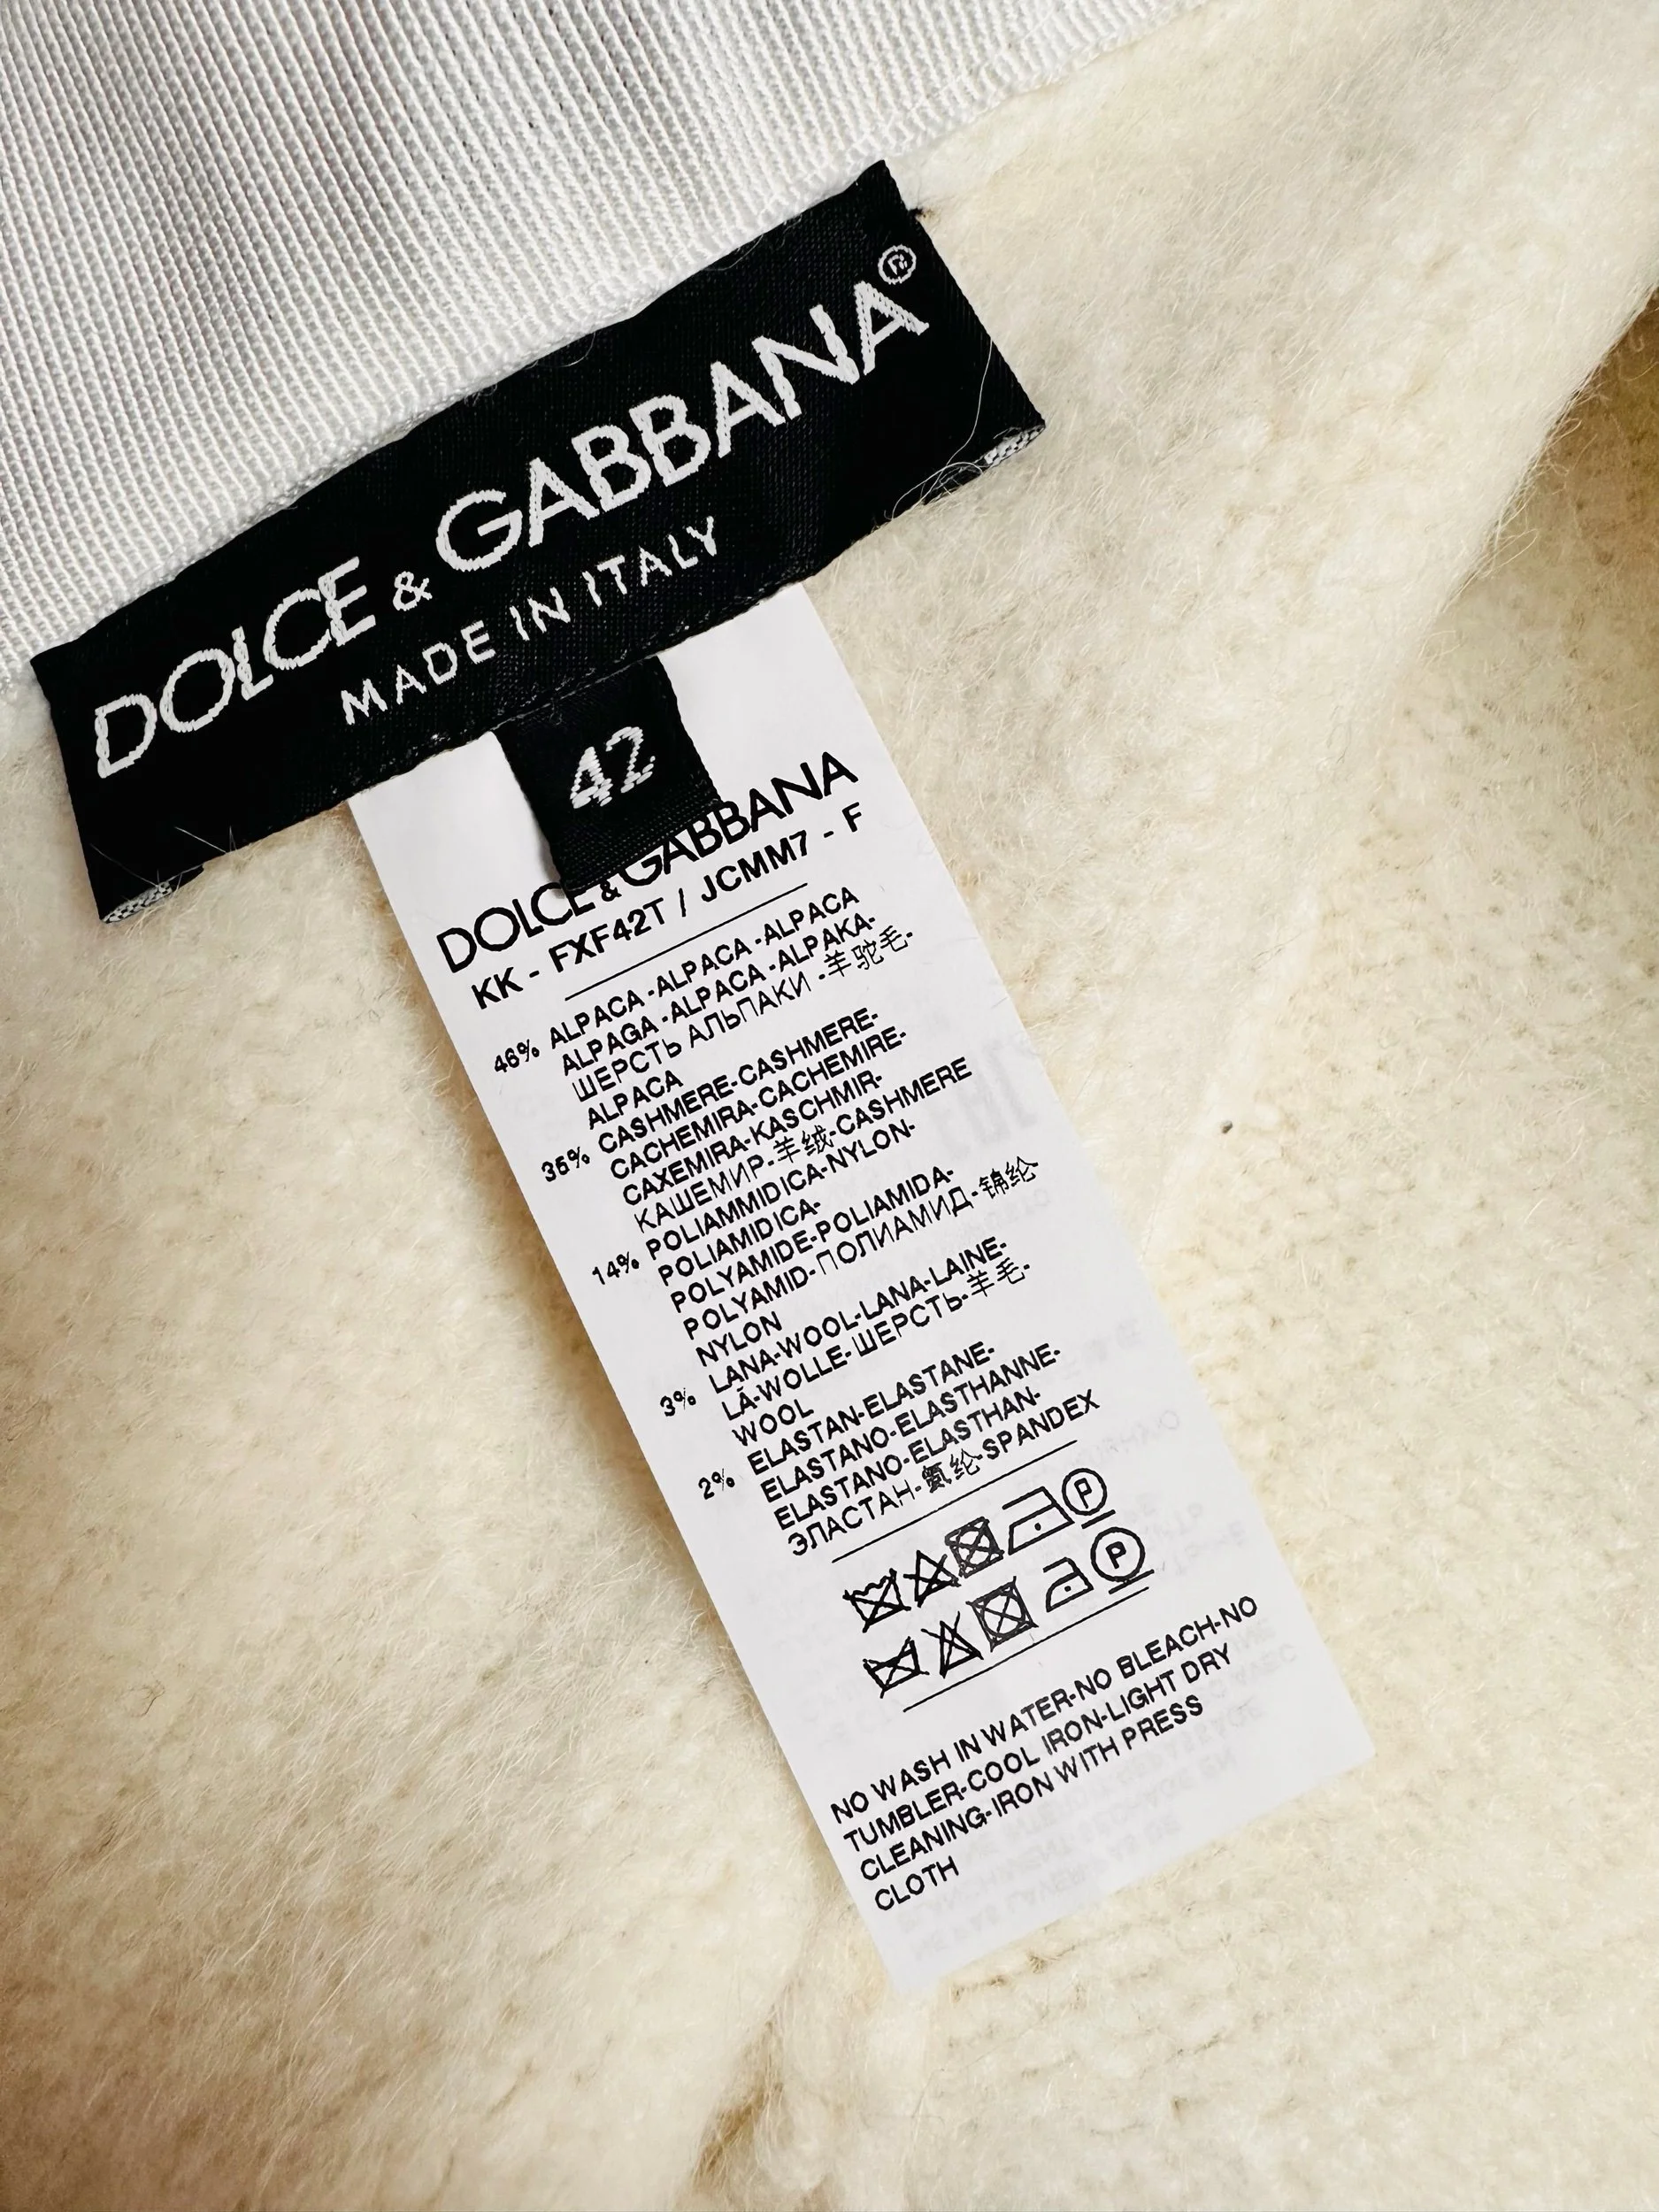 DOLCE & GABBANA®
MADE IN ITALY
42
DOLCE & GABBANA
KK - FXF42T / JCMM7 - F
46% ALPACA -ALPACA -ALPACA
ALPAGA -ALPACA -ALPAKA-
ШЕРСТЬ АЛЬПАКИ -羊驼毛-
ALPACA
36% CASHMERE-CASHMERE-
CACHEMIRA-CACHEMIRE-
CAXEMIRA-KASCHMIR-
КАШЕМИР-羊绒-CASHMERE
14% POLIAMMIDICA-NYLON-
POLIAMIDICA-
POLYAMIDE-POLIAMIDA-
POLYAMID-ПОЛИАМИД-锦纶-
NYLON
3% LANA-WOOL-LANA-LAINE-
LÃ-WOLLE-ШЕРСТЬ-羊毛-
WOOL
2% ELASTAN-ELASTANE-
ELASTANO-ELASTHANNE-
ELASTANO-ELASTHAN-
ЭЛАСТАН-氨纶-SPANDEX
P
P
NO WASH IN WATER-NO BLEACH-NO
TUMBLER-COOL IRON-LIGHT DRY
CLEANING-IRON WITH PRESS
CLOTH